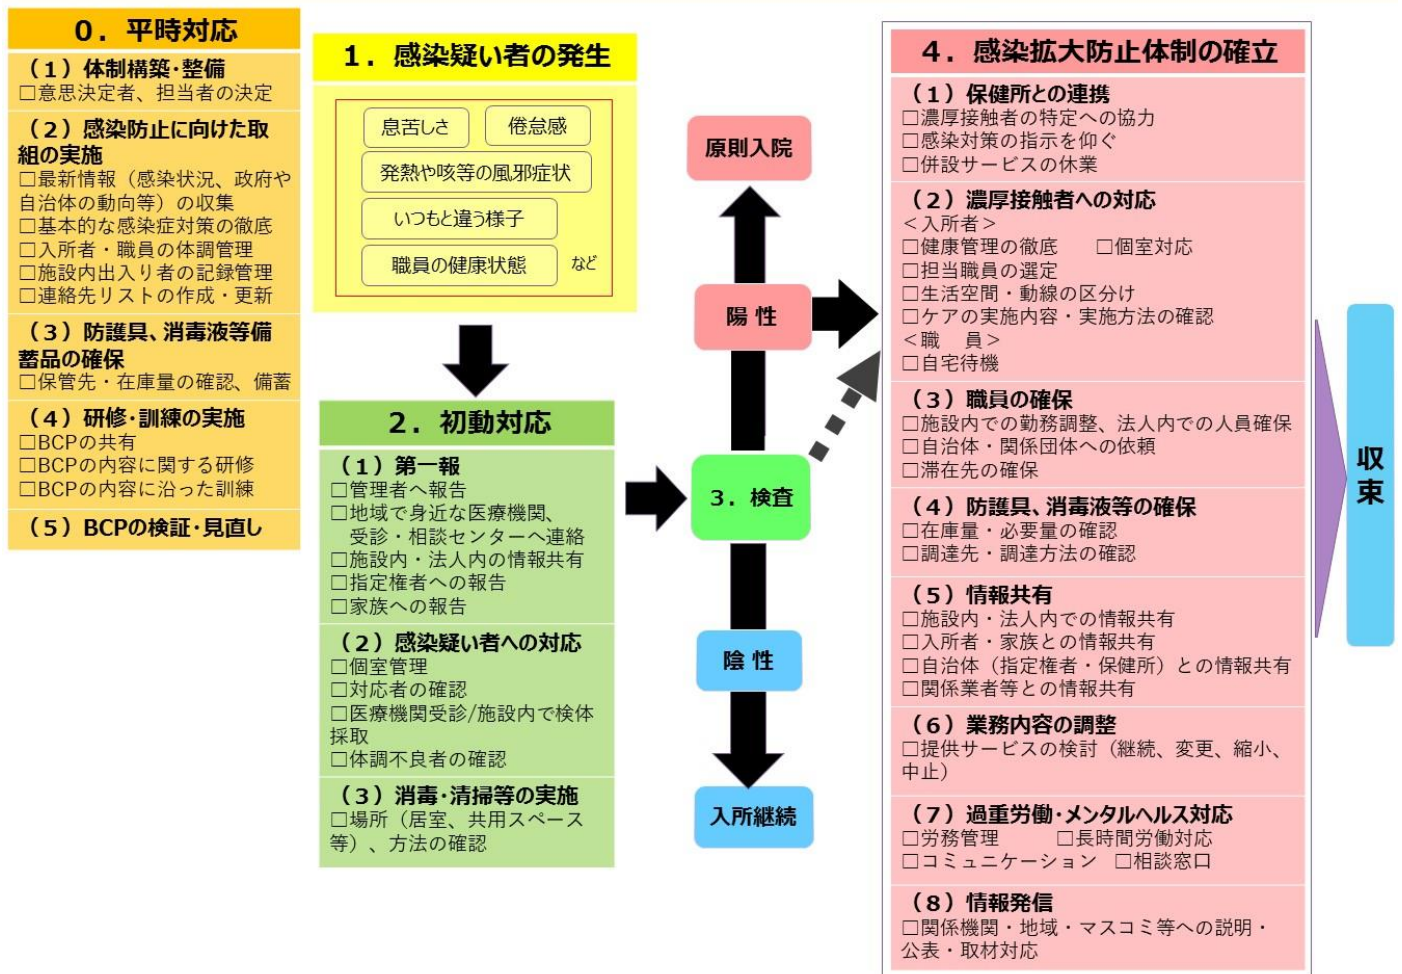 0．平時対応
（1）体制構築・整備
□意思決定者、担当者の決定
（2）感染防止に向けた取
組の実施
□最新情報（感染状況、政府や
自治体の動向等）の収集
□基本的な感染症対策の徹底
□入所者・職員の体調管理
□施設内出入り者の記録管理
□連絡先リストの作成・更新
（3）防護具、消毒液等備
蓄品の確保
□保管先・在庫量の確認、備蓄
（4）研修・訓練の実施
□BCPの共有
□BCPの内容に関する研修
□BCPの内容に沿った訓練
（5）BCPの検証・見直し
1．感染疑い者の発生
息苦しさ　倦怠感
発熱や咳等の風邪症状
いつもと違う様子
職員の健康状態　など
2．初動対応
（1）第一報
□管理者へ報告
□地域で身近な医療機関、
受診・相談センターへ連絡
□施設内・法人内の情報共有
□指定権者への報告
□家族への報告
（2）感染疑い者への対応
□個室管理
□対応者の確認
□医療機関受診/施設内で検体
採取
□体調不良者の確認
（3）消毒・清掃等の実施
□場所（居室、共用スペース
等）、方法の確認
原則入院
陽 性
3．検査
陰 性
入所継続
4．感染拡大防止体制の確立
（1）保健所との連携
□濃厚接触者の特定への協力
□感染対策の指示を仰ぐ
□併設サービスの休業
（2）濃厚接触者への対応
＜入所者＞
□健康管理の徹底　　□個室対応
□担当職員の選定
□生活空間・動線の区分け
□ケアの実施内容・実施方法の確認
＜職　員＞
□自宅待機
（3）職員の確保
□施設内での勤務調整、法人内での人員確保
□自治体・関係団体への依頼
□滞在先の確保
（4）防護具、消毒液等の確保
□在庫量・必要量の確認
□調達先・調達方法の確認
（5）情報共有
□施設内・法人内での情報共有
□入所者・家族との情報共有
□自治体（指定権者・保健所）との情報共有
□関係業者等との情報共有
（6）業務内容の調整
□提供サービスの検討（継続、変更、縮小、
中止）
（7）過重労働・メンタルヘルス対応
□労務管理　　　□長時間労働対応
□コミュニケーション　□相談窓口
（8）情報発信
□関係機関・地域・マスコミ等への説明・
公表・取材対応
収束